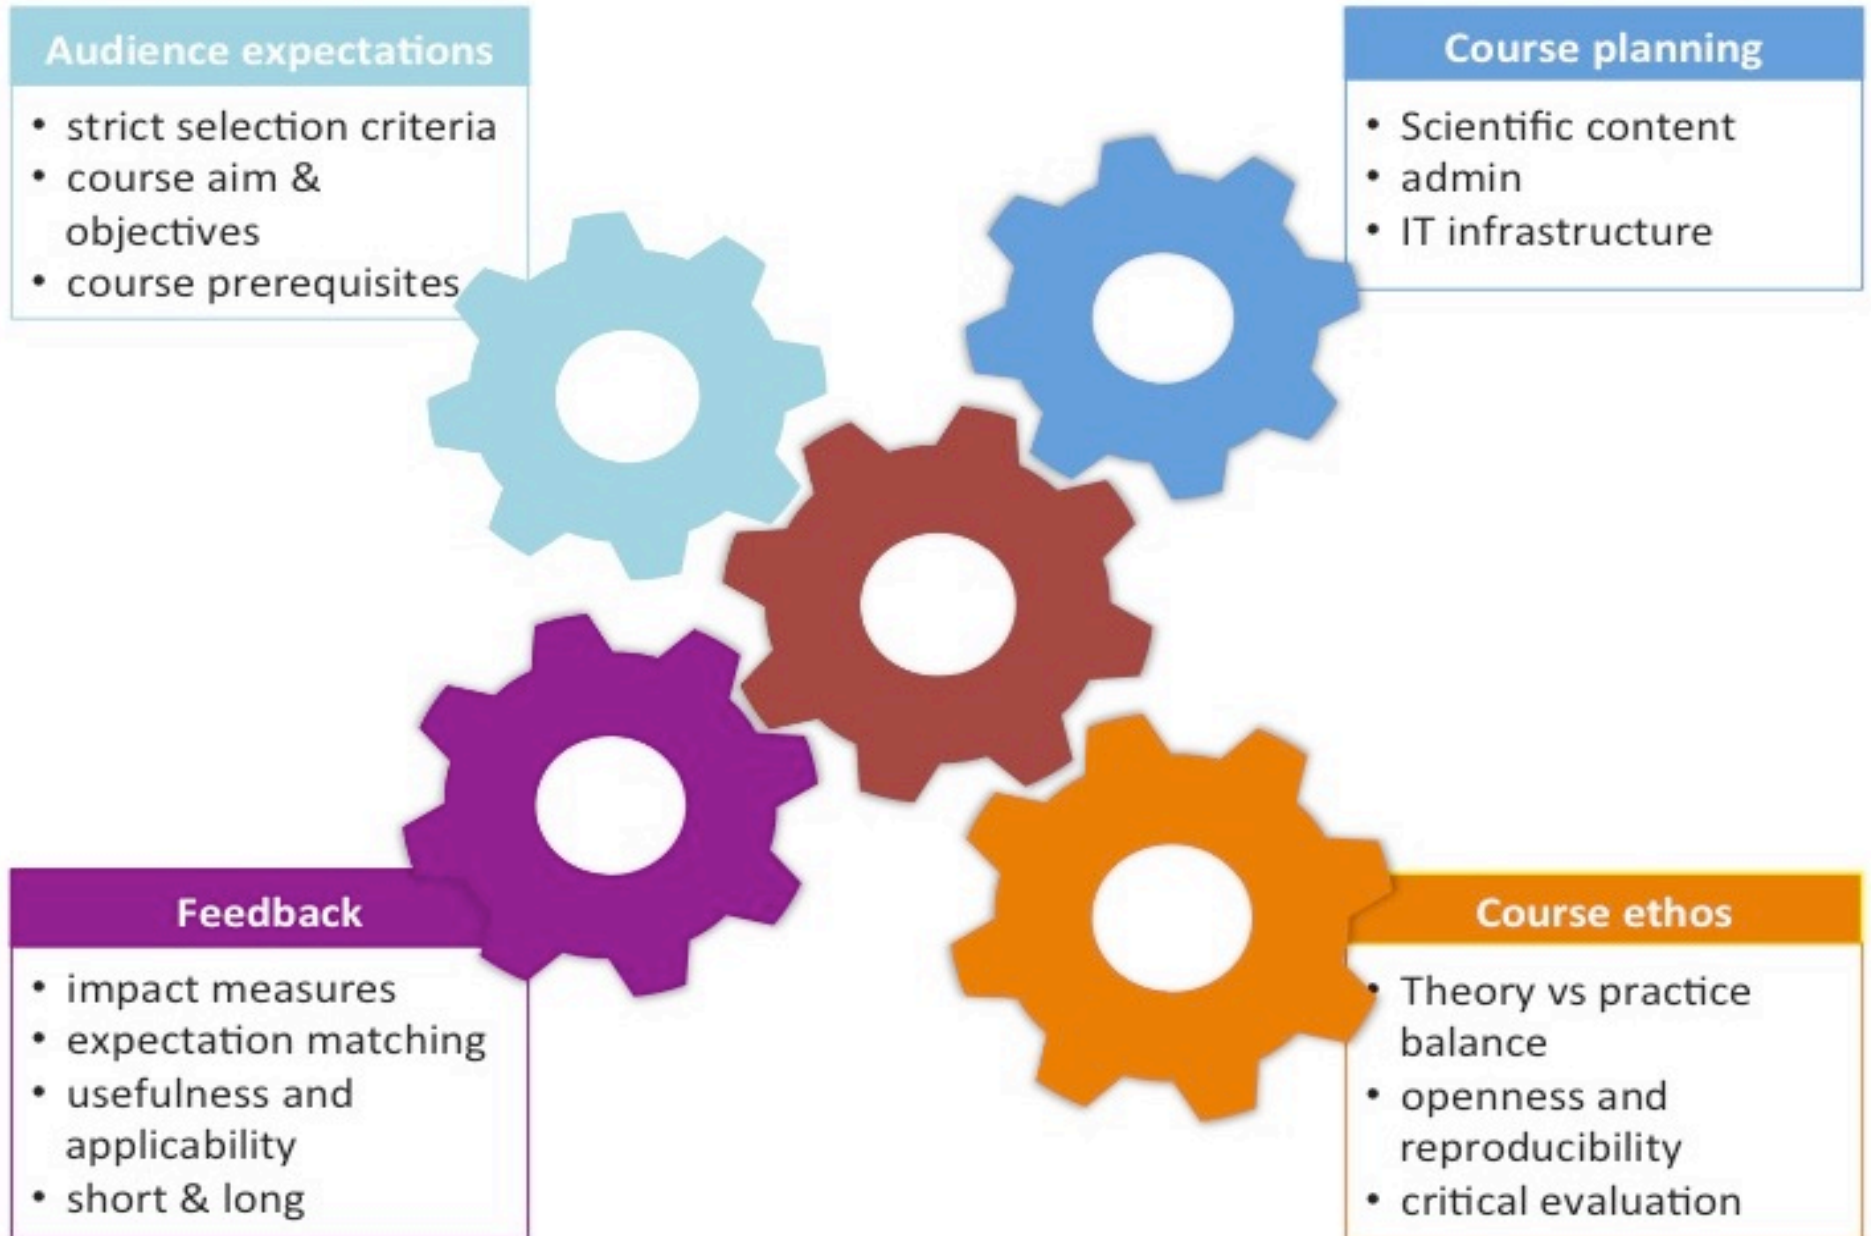 Audience expectations
• strict selection criteria
• course aim &
objectives
• course prerequisites
Course planning
• Scientific content
• admin
• IT infrastructure
Feedback
• impact measures
• expectation matching
• usefulness and
applicability
• short & long
Course ethos
• Theory vs practice
balance
• openness and
reproducibility
• critical evaluation